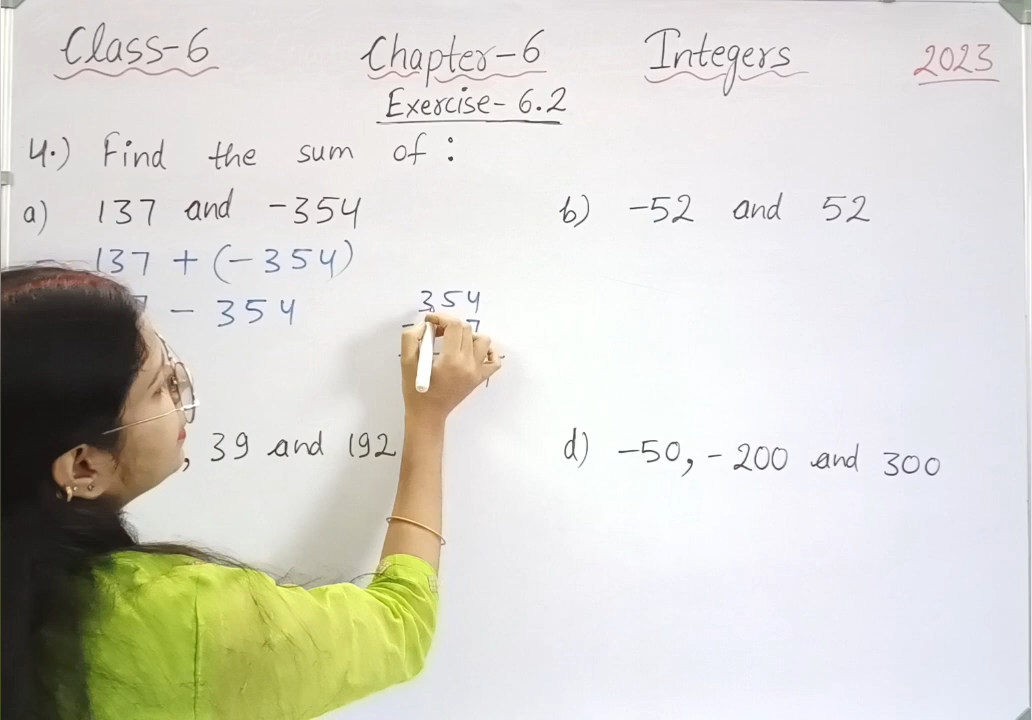 Class-6 Chapter-6 Integers 2023
Exercise- 6.2
4.) Find the sum of :
a) 137 and -354
b) -52 and 52
137 + (-354)
- 354
354
- 7
, 39 and 192
d) -50, - 200 and 300